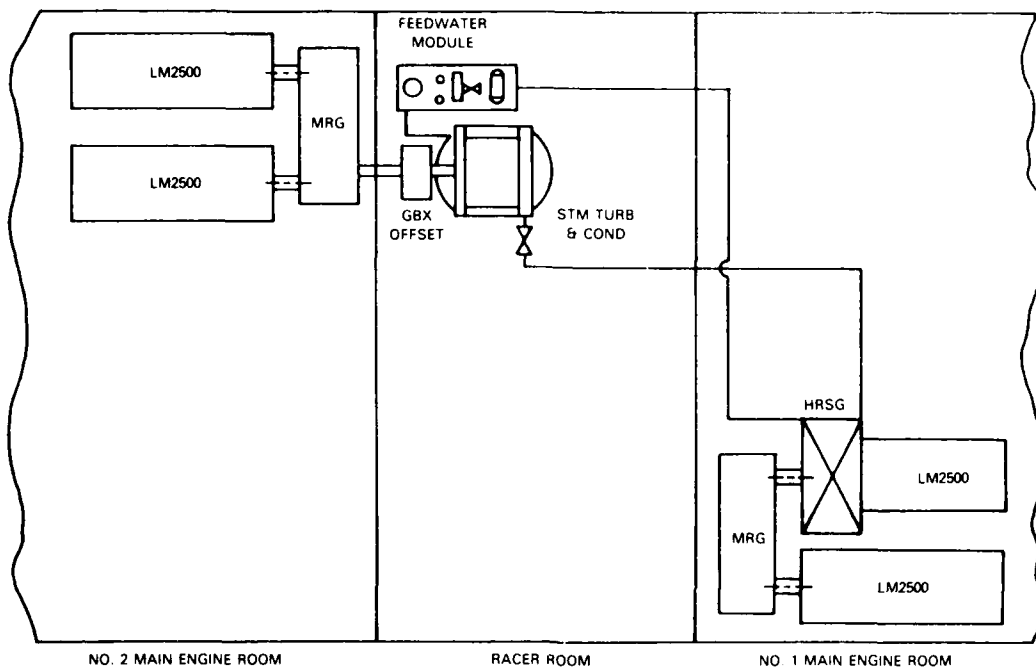 FEEDWATER
MODULE
LM2500
MRG
LM2500
GBX
OFFSET
STM TURB
& COND
HRSG
LM2500
MRG
LM2500
NO. 2 MAIN ENGINE ROOM
RACER ROOM
NO. 1 MAIN ENGINE ROOM